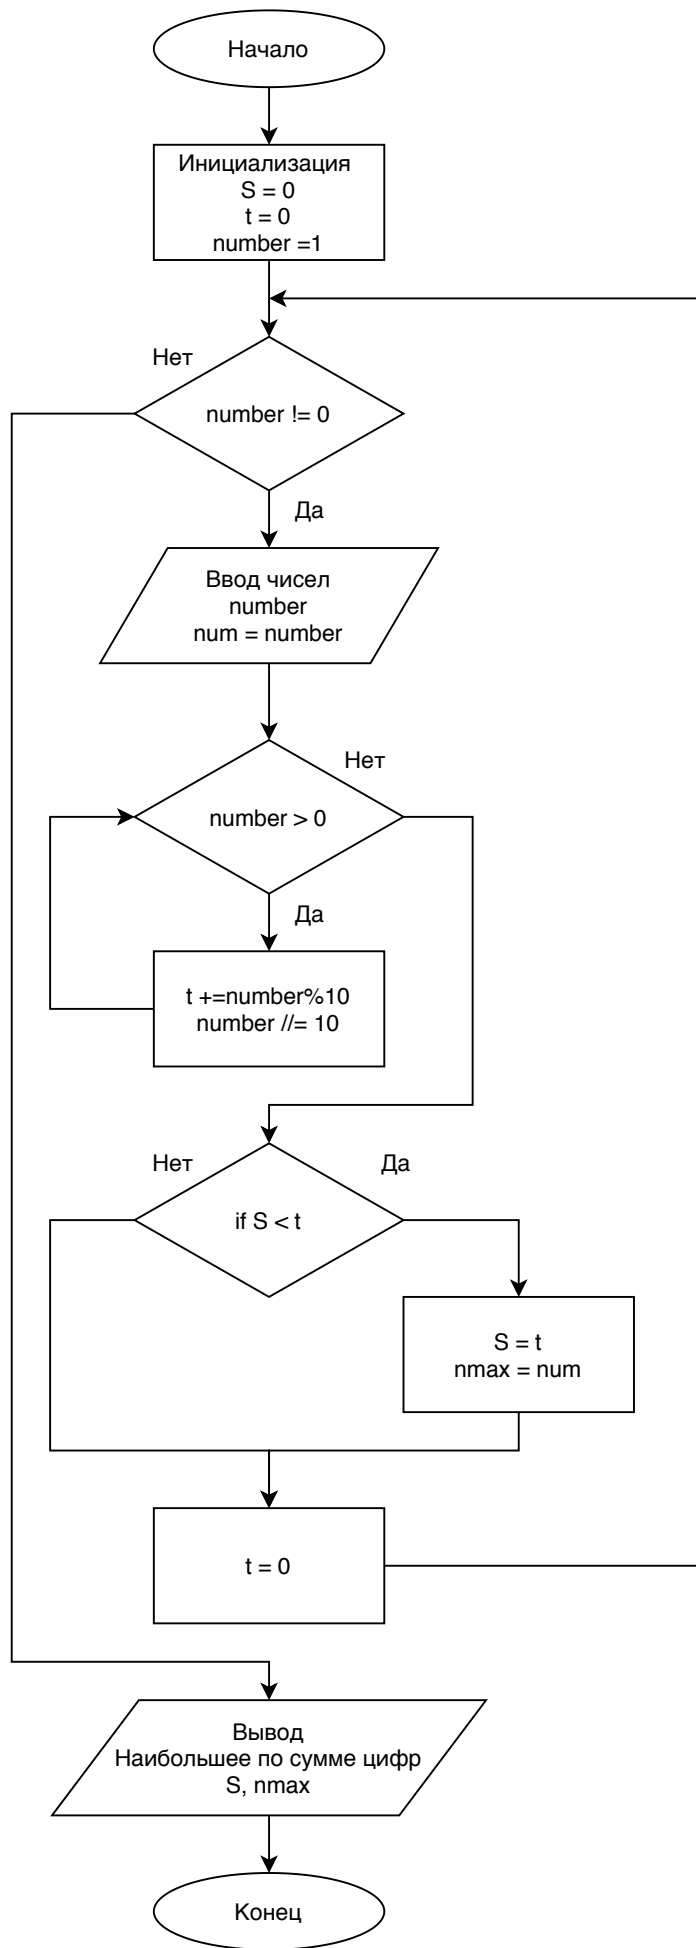 Начало
Инициализация
S = 0
t = 0
number =1
Нет
number != 0
Да
Ввод чисел
number
num = number
Нет
number > 0
Да
t +=number%10
number //= 10
Нет
Да
if S < t
S = t
nmax = num
t = 0
Вывод
Наибольшее по сумме цифр
S, nmax
Конец